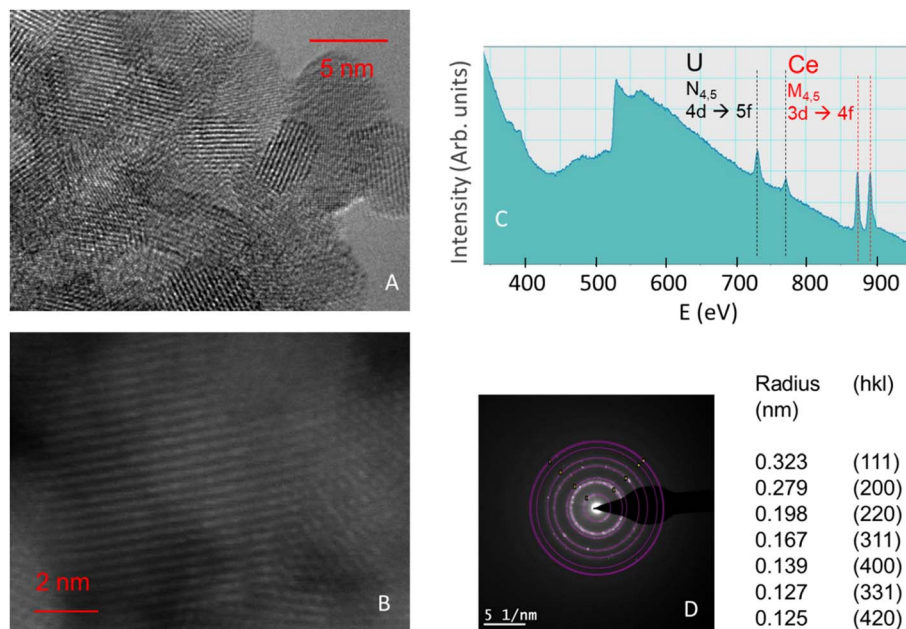 5 nm
A
U
N4,5
4d → 5f
Ce
M4,5
3d → 4f
Intensity (Arb. units)
C
400 500 600 700 800 900
E (eV)
2 nm
B
5 1/nm
D
Radius (hkl)
(nm)
0.323 (111)
0.279 (200)
0.198 (220)
0.167 (311)
0.139 (400)
0.127 (331)
0.125 (420)